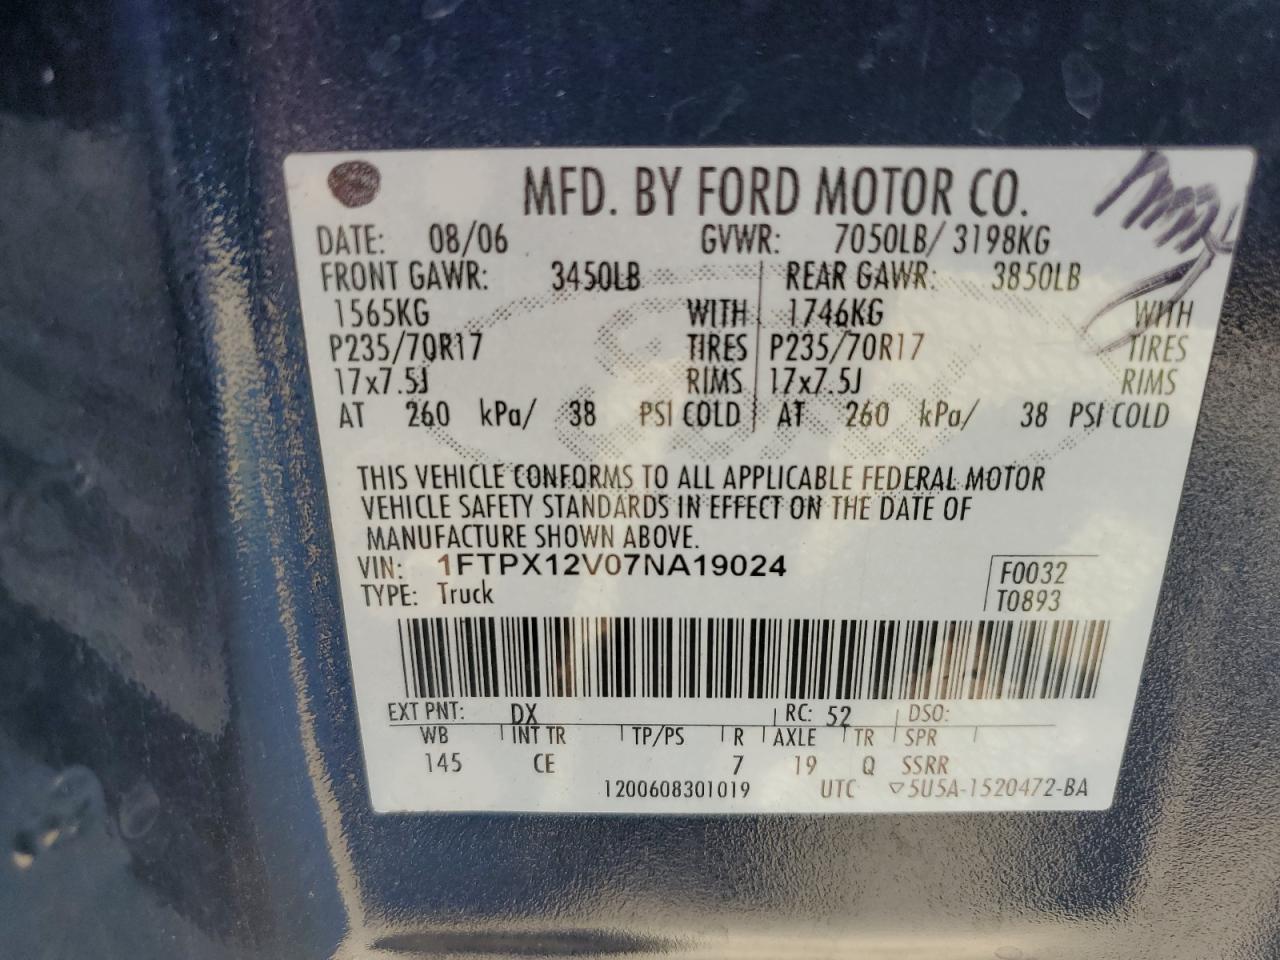 MFD. BY FORD MOTOR CO.
DATE: 08/06 GVWR: 7050LB/ 3198KG
FRONT GAWR: 3450LB REAR GAWR: 3850LB
1565KG WITH 1746KG WITH
P235/70R17 TIRES P235/70R17 TIRES
17x7.5J RIMS 17x7.5J RIMS
AT 260 kPa/ 38 PSI COLD AT 260 kPa/ 38 PSI COLD
THIS VEHICLE CONFORMS TO ALL APPLICABLE FEDERAL MOTOR
VEHICLE SAFETY STANDARDS IN EFFECT ON THE DATE OF
MANUFACTURE SHOWN ABOVE.
VIN: 1FTPX12V07NA19024 F0032
TYPE: Truck T0893
EXT PNT: DX RC: 52 DSO:
WB INT TR TP/PS R AXLE TR SPR
145 CE 7 19 Q SSRR
1200608301019 UTC ▽5U5A-1520472-BA